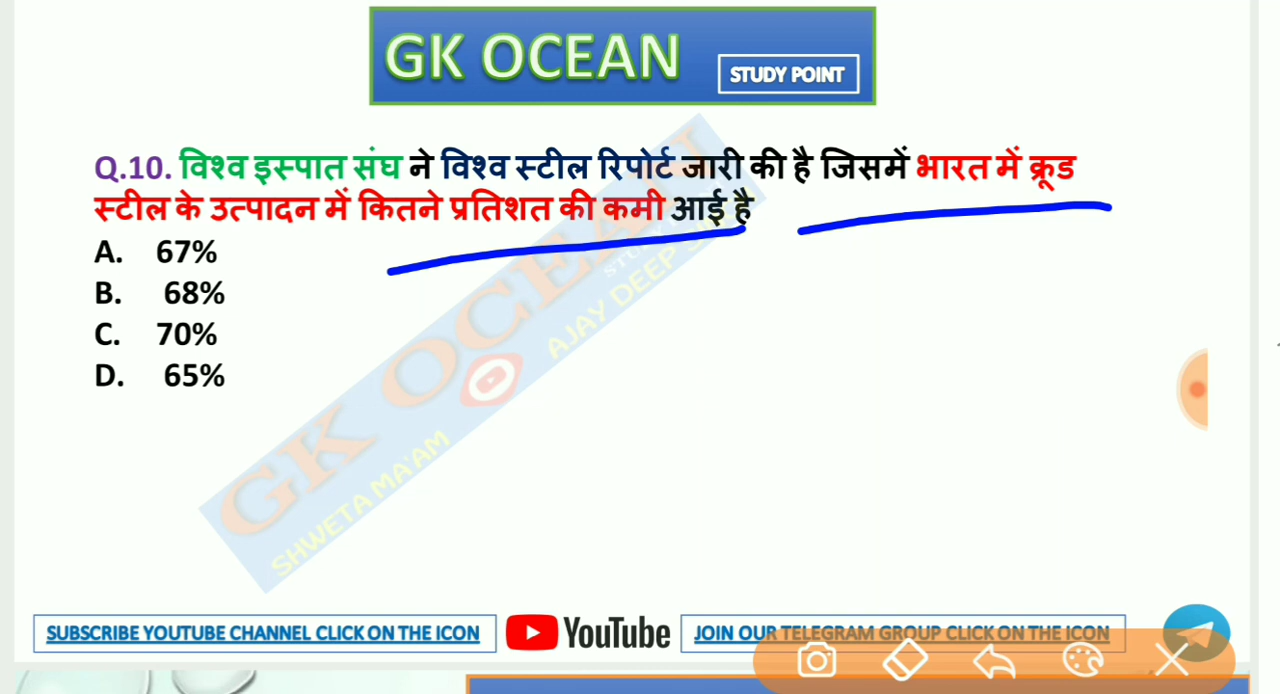 GK OCEAN STUDY POINT
Q.10. विश्व इस्पात संघ ने विश्व स्टील रिपोर्ट जारी की है जिसमें भारत में क्रूड
स्टील के उत्पादन में कितने प्रतिशत की कमी आई है
A. 67%
B. 68%
C. 70%
D. 65%
GK OCEAN
SHWETA MA'AM
AJAY DEEP
SUBSCRIBE YOUTUBE CHANNEL CLICK ON THE ICON
YouTube
JOIN OUR TELEGRAM GROUP CLICK ON THE ICON